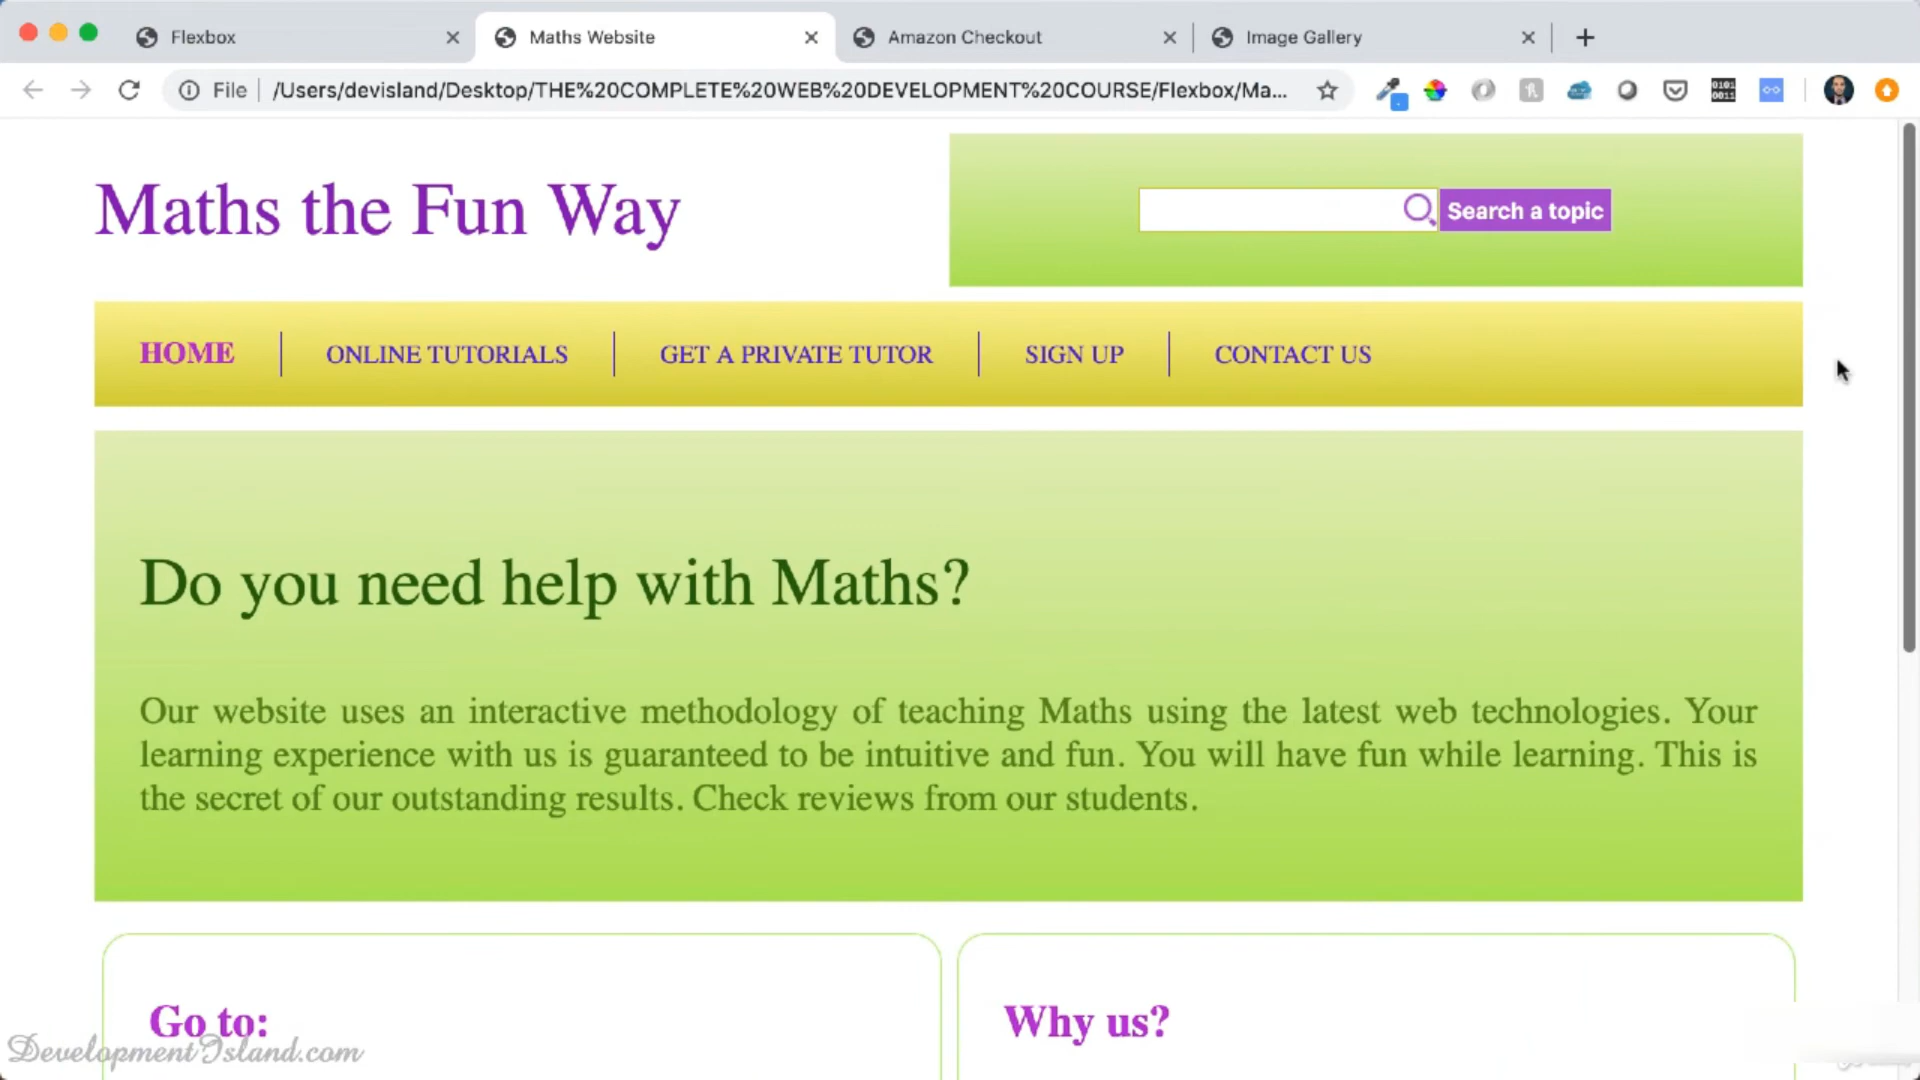 Flexbox
Maths Website
Amazon Checkout
Image Gallery
File
/Users/devisland/Desktop/THE%20COMPLETE%20WEB%20DEVELOPMENT%20COURSE/Flexbox/Ma...
0101
0011
Maths the Fun Way
Search a topic
HOME
ONLINE TUTORIALS
GET A PRIVATE TUTOR
SIGN UP
CONTACT US
Do you need help with Maths?
Our website uses an interactive methodology of teaching Maths using the latest web technologies. Your
learning experience with us is guaranteed to be intuitive and fun. You will have fun while learning. This is
the secret of our outstanding results. Check reviews from our students.
Go to:
Why us?
DevelopmentIsland.com